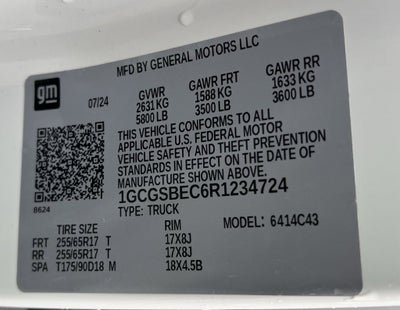 MFD BY GENERAL MOTORS LLC
gm
07/24
GVWR GAWR FRT GAWR RR
2631 KG 1588 KG 1633 KG
5800 LB 3500 LB 3600 LB
THIS VEHICLE CONFORMS TO ALL
APPLICABLE U.S. FEDERAL MOTOR
VEHICLE SAFETY AND THEFT PREVENTION
STANDARDS IN EFFECT ON THE DATE OF
MANUFACTURE SHOWN ABOVE.
1GCGSBEC6R1234724
8624
TYPE: TRUCK MODEL: 6414C43
TIRE SIZE RIM
FRT 255/65R17 T 17X8J
RR 255/65R17 T 17X8J
SPA T175/90D18 M 18X4.5B